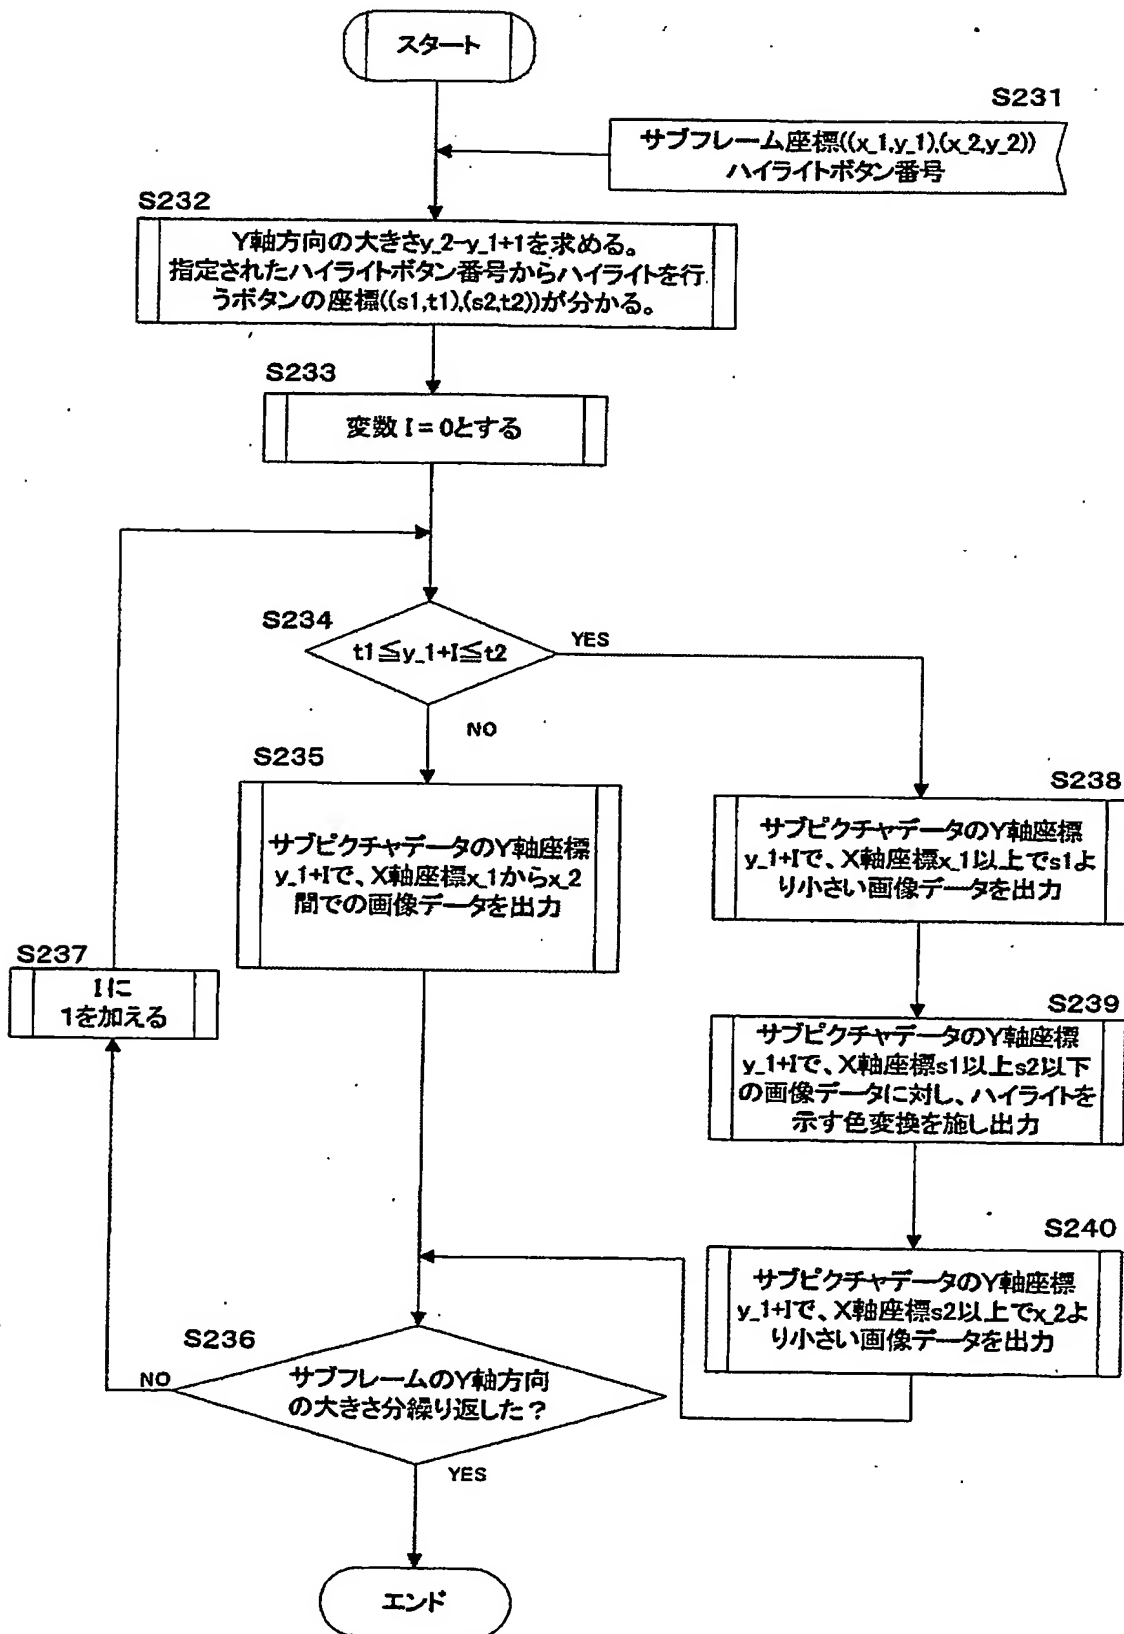 スタート
S231
サブフレーム座標((x_1,y_1),(x_2,y_2))
ハイライトボタン番号
S232
Y軸方向の大きさy_2-y_1+1を求める。
指定されたハイライトボタン番号からハイライトを行
うボタンの座標((s1,t1),(s2,t2))が分かる。
S233
変数 I = 0とする
S234
t1≦y_1+I≦t2
YES
NO
S235
サブピクチャデータのY軸座標
y_1+Iで、X軸座標x_1からx_2
間での画像データを出力
S238
サブピクチャデータのY軸座標
y_1+Iで、X軸座標x_1以上でs1よ
り小さい画像データを出力
S237
Iに
1を加える
S239
サブピクチャデータのY軸座標
y_1+Iで、X軸座標s1以上s2以下
の画像データに対し、ハイライトを
示す色変換を施し出力
S240
サブピクチャデータのY軸座標
y_1+Iで、X軸座標s2以上でx_2よ
り小さい画像データを出力
S236
サブフレームのY軸方向
の大きさ分繰り返した？
NO
YES
エンド